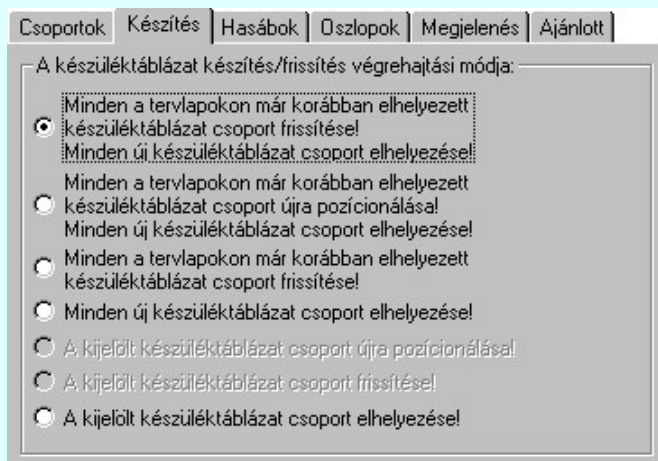 Csoportok Készítés Hasábok Oszlopok Megjelenés Ajánlott
A készüléktáblázat készítés/frissítés végrehajtási módja:
Minden a tervlapokon már korábban elhelyezett
készüléktáblázat csoport frissítése!
Minden új készüléktáblázat csoport elhelyezése!
Minden a tervlapokon már korábban elhelyezett
készüléktáblázat csoport újra pozícionálása!
Minden új készüléktáblázat csoport elhelyezése!
Minden a tervlapokon már korábban elhelyezett
készüléktáblázat csoport frissítése!
Minden új készüléktáblázat csoport elhelyezése!
A kijelölt készüléktáblázat csoport újra pozícionálása!
A kijelölt készüléktáblázat csoport frissítése!
A kijelölt készüléktáblázat csoport elhelyezése!